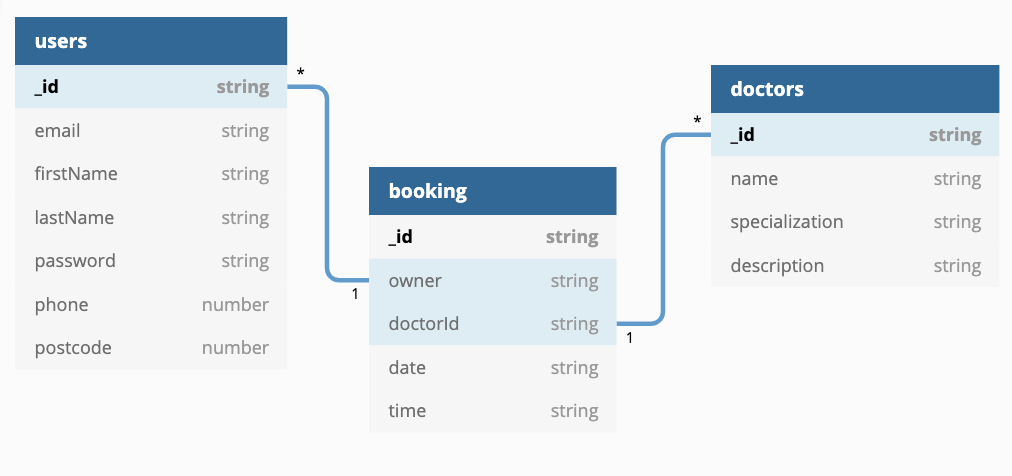 users
_id string
email string
firstName string
lastName string
password string
phone number
postcode number
*
1
booking
_id string
owner string
doctorId string
date string
time string
1
*
doctors
_id string
name string
specialization string
description string